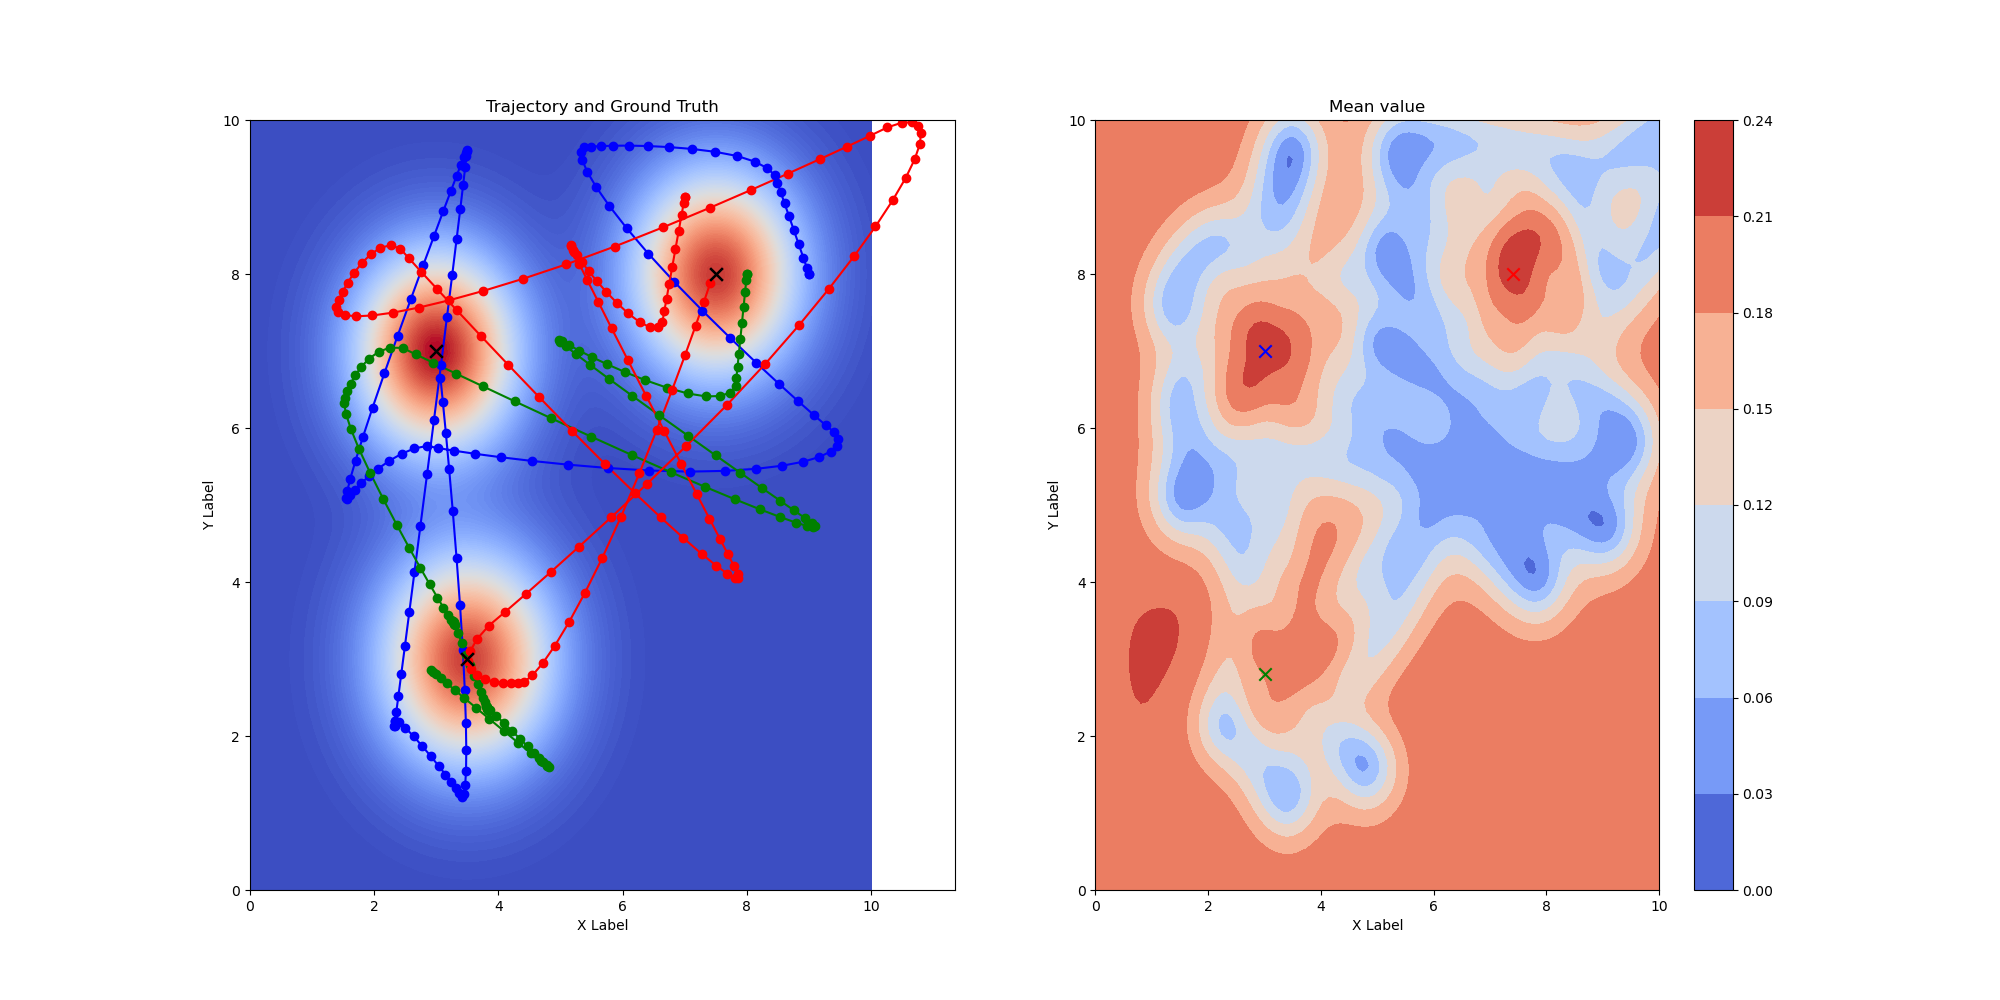 Trajectory and Ground Truth
10
8
6
4
2
0
Y Label
0 2 4 6 8 10
X Label
Mean value
10
8
6
4
2
0
Y Label
0 2 4 6 8 10
X Label
0.24
0.21
0.18
0.15
0.12
0.09
0.06
0.03
0.00